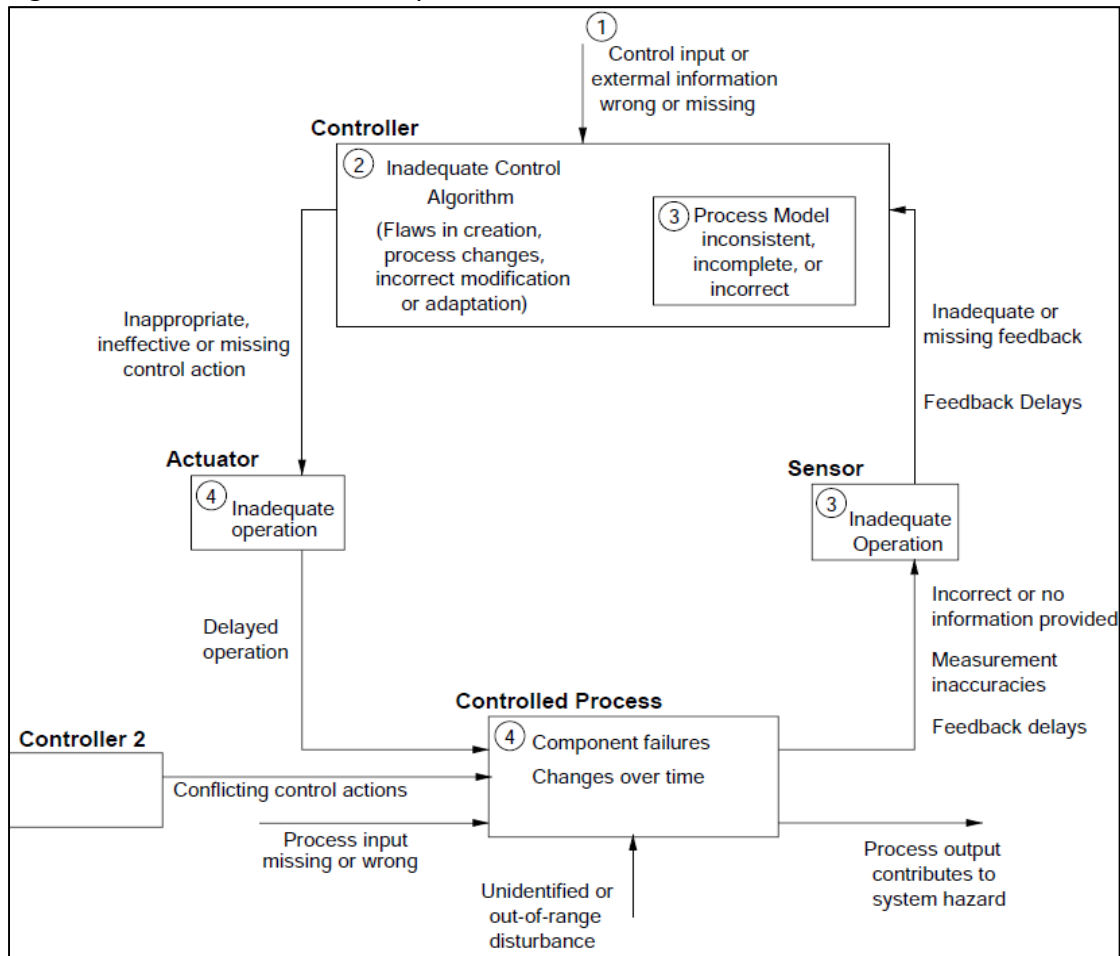 1
Control input or
extermal information
wrong or missing
Controller
2
Inadequate Control
Algorithm
(Flaws in creation,
process changes,
incorrect modification
or adaptation)
3
Process Model
inconsistent,
incomplete, or
incorrect
Inappropriate,
ineffective or missing
control action
Inadequate or
missing feedback
Feedback Delays
Actuator
4
Inadequate
operation
Sensor
3
Inadequate
Operation
Delayed
operation
Incorrect or no
information provided
Measurement
inaccuracies
Feedback delays
Controlled Process
4
Component failures
Changes over time
Controller 2
Conflicting control actions
Process input
missing or wrong
Unidentified or
out-of-range
disturbance
Process output
contributes to
system hazard